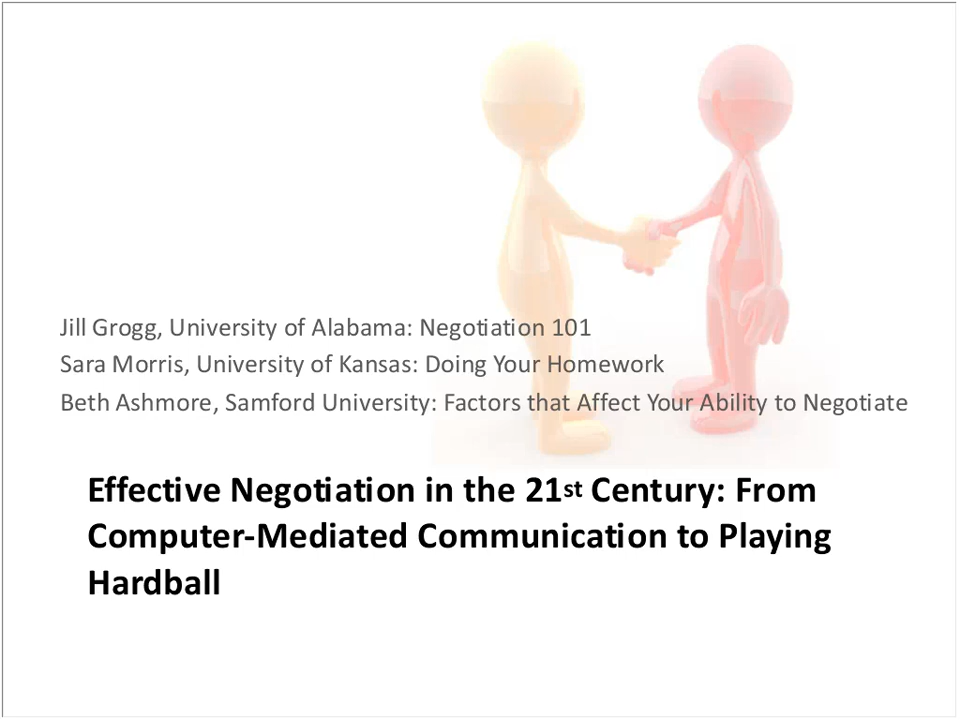 Jill Grogg, University of Alabama: Negotiation 101
Sara Morris, University of Kansas: Doing Your Homework
Beth Ashmore, Samford University: Factors that Affect Your Ability to Negotiate
Effective Negotiation in the 21st Century: From
Computer-Mediated Communication to Playing
Hardball